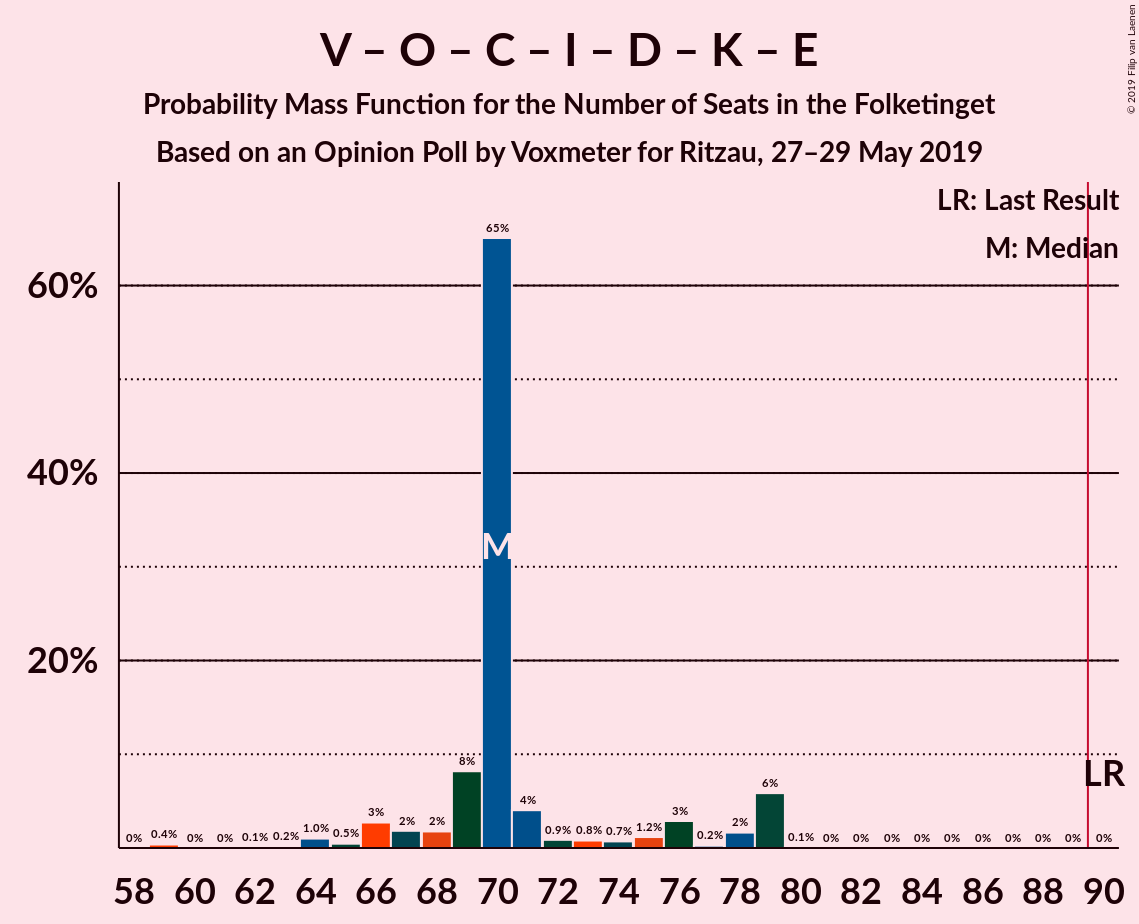 V – O – C – I – D – K – E
Probability Mass Function for the Number of Seats in the Folketinget
Based on an Opinion Poll by Voxmeter for Ritzau, 27–29 May 2019
© 2019 Filip van Laenen
LR: Last Result
M: Median
60%
40%
20%
0% 0.4% 0% 0% 0.1% 0.2% 1.0% 0.5% 3% 2% 2% 8% 65% 4% 0.9% 0.8% 0.7% 1.2% 3% 0.2% 2% 6% 0.1% 0% 0% 0% 0% 0% 0% 0% 0% 0% 0%
M
LR
58 60 62 64 66 68 70 72 74 76 78 80 82 84 86 88 90